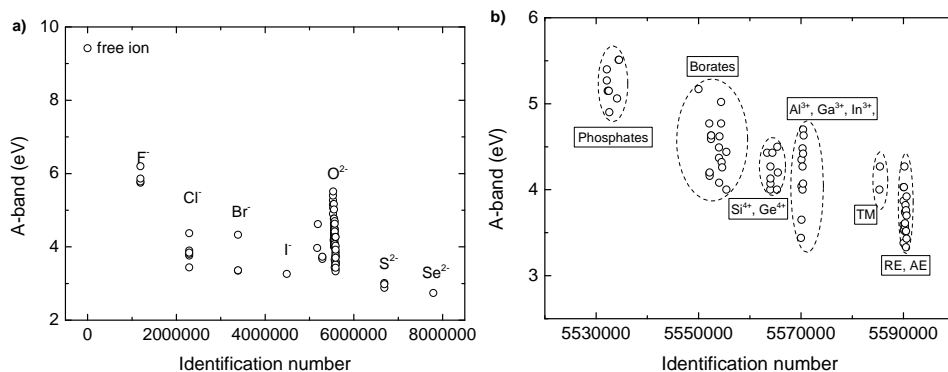 a)
free ion
F⁻
Cl⁻
Br⁻
I⁻
O²⁻
S²⁻
Se²⁻
10
8
6
4
2
A-band (eV)
0
2000000
4000000
6000000
8000000
Identification number
b)
Phosphates
Borates
Si⁴⁺, Ge⁴⁺
Al³⁺, Ga³⁺, In³⁺,
TM
RE, AE
6
5
4
3
A-band (eV)
5530000
5550000
5570000
5590000
Identification number